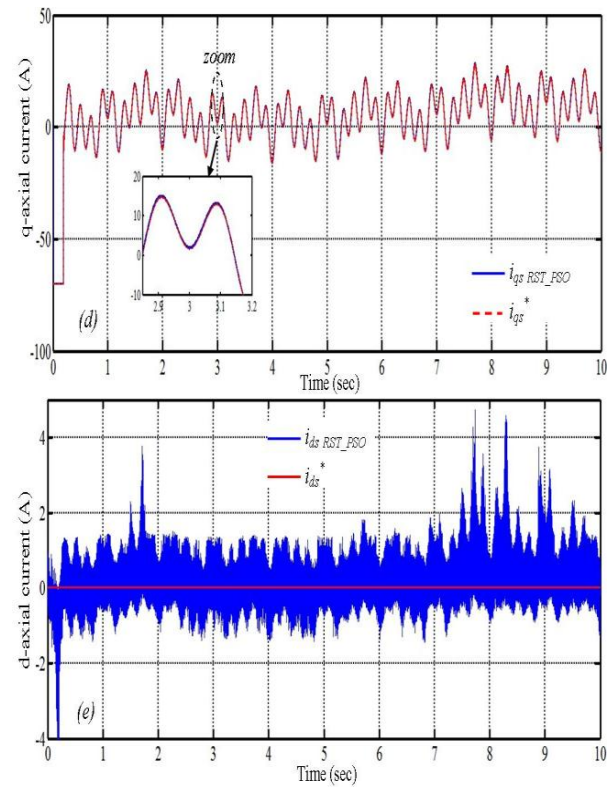 50
0
-50
-100
q-axial current (A)
zoom
20
10
0
-10
2.9 3 3.1 3.2
i_qs RST_PSO
i_qs*
(d)
0 1 2 3 4 5 6 7 8 9 10
Time (sec)
4
2
0
-2
-4
d-axial current (A)
i_ds RST_PSO
i_ds*
(e)
0 1 2 3 4 5 6 7 8 9 10
Time (sec)